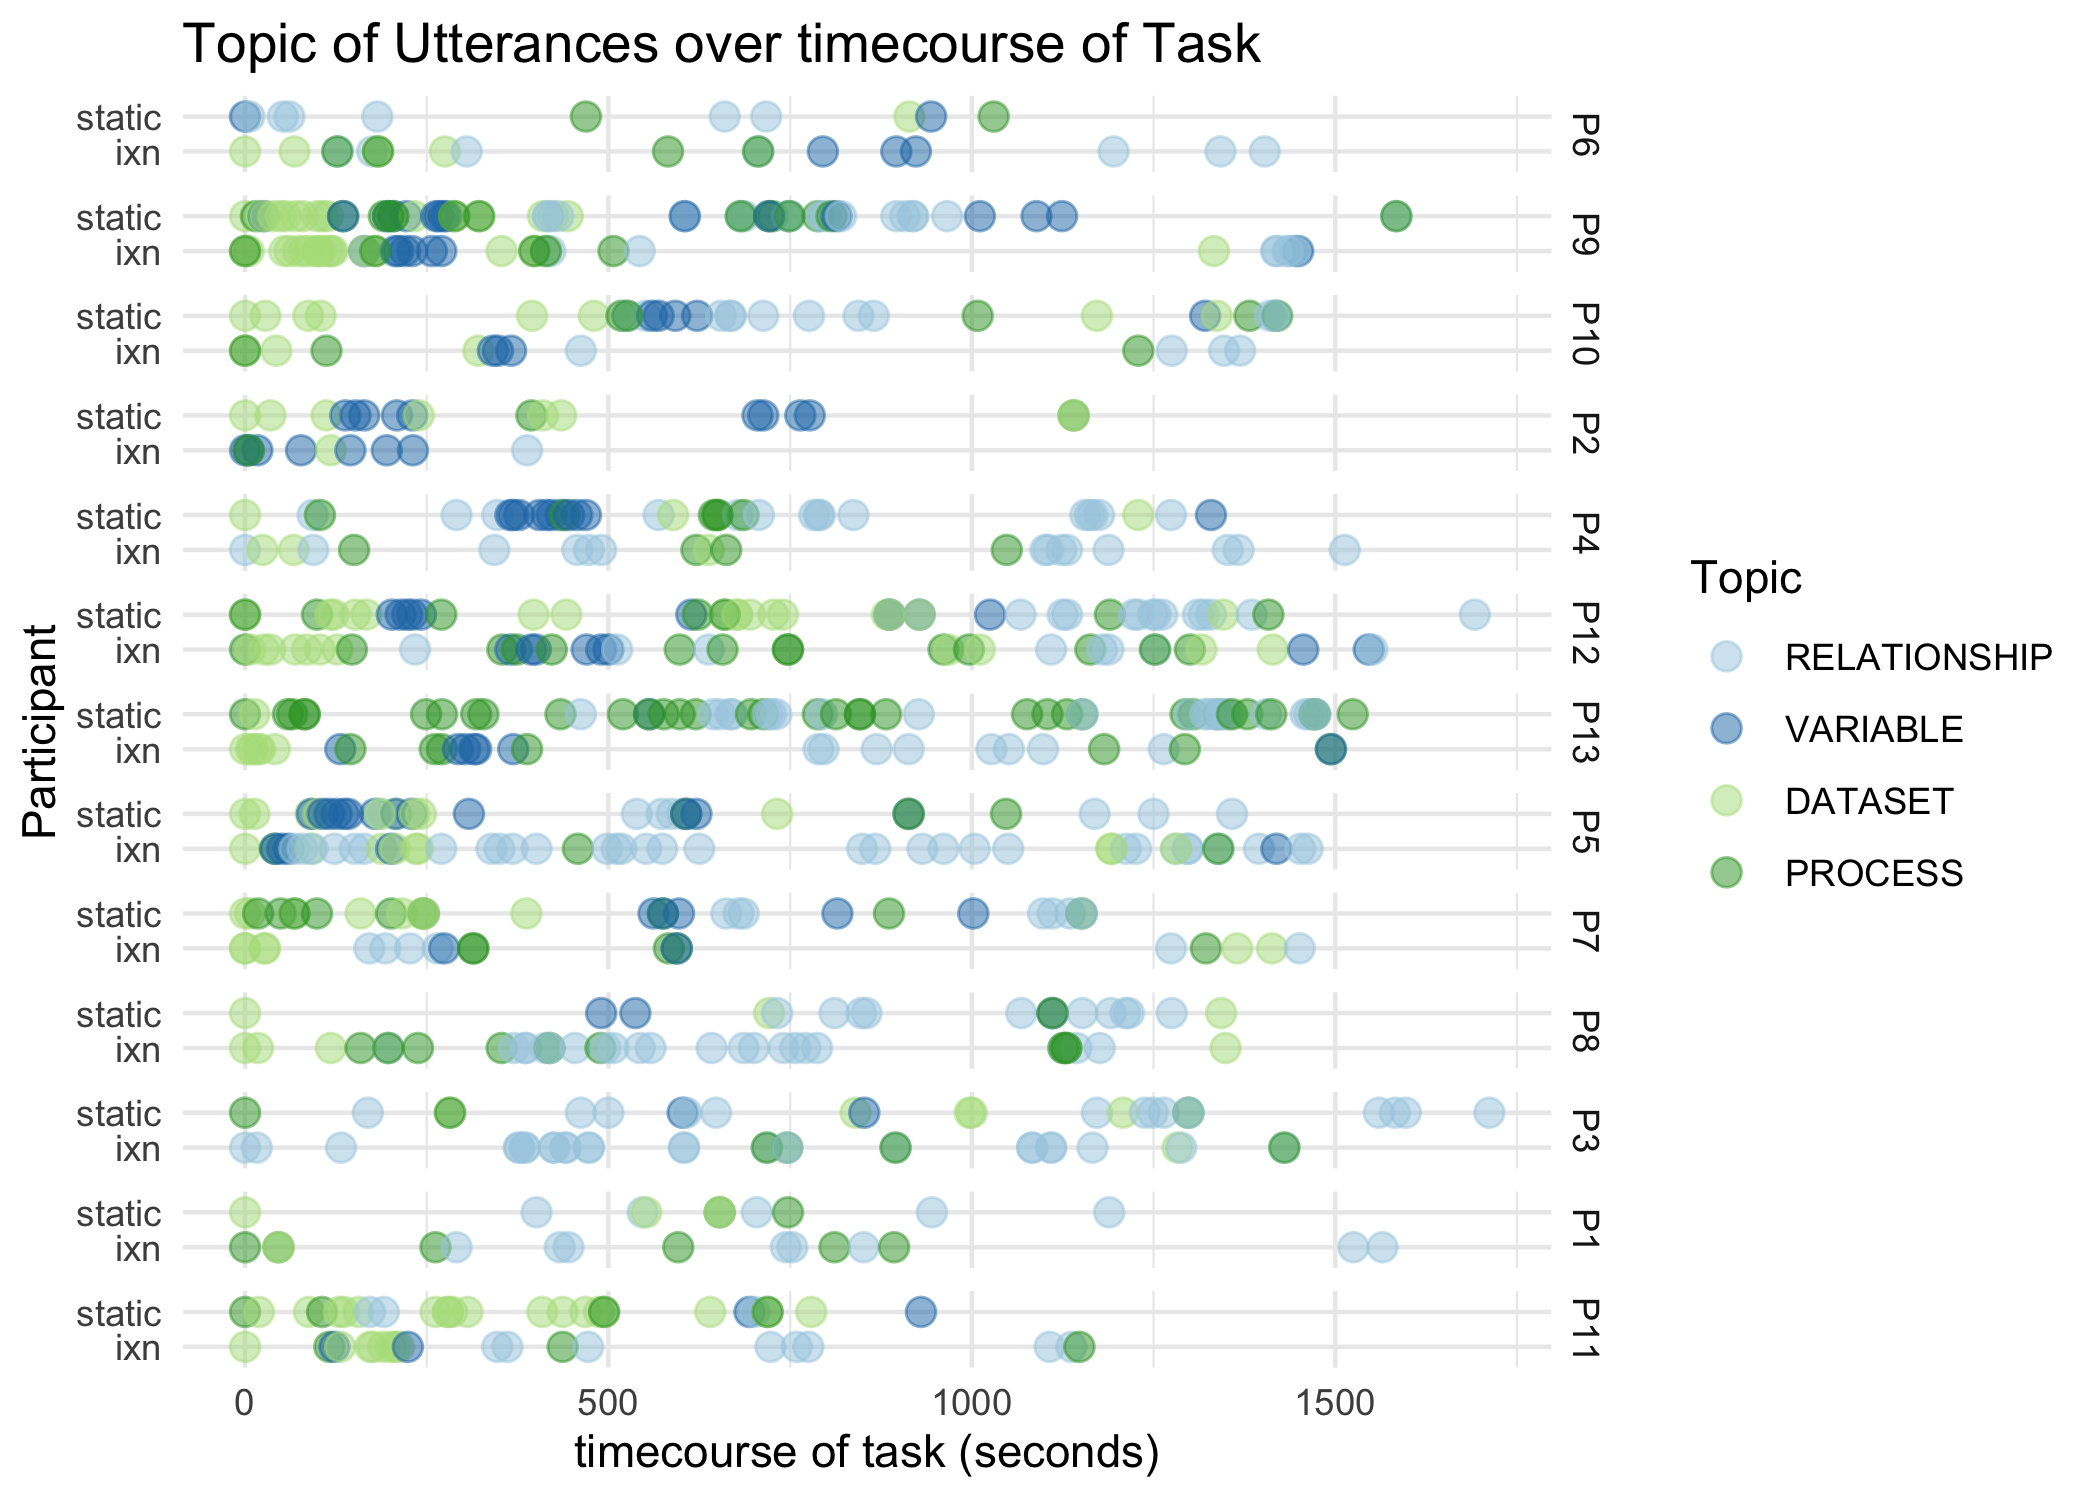 Topic of Utterances over timecourse of Task
static
ixn
P6
static
ixn
P9
static
ixn
P10
static
ixn
P2
static
ixn
P4
static
ixn
P12
static
ixn
P13
static
ixn
P5
static
ixn
P7
static
ixn
P8
static
ixn
P3
static
ixn
P1
static
ixn
P11
Participant
0 500 1000 1500
timecourse of task (seconds)
Topic
RELATIONSHIP
VARIABLE
DATASET
PROCESS